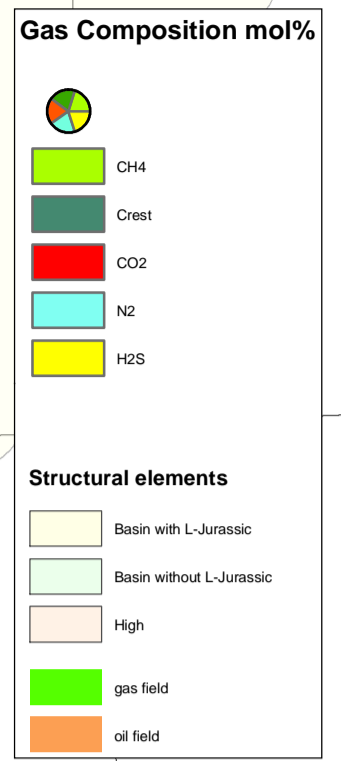 Gas Composition mol%
CH4
Crest
CO2
N2
H2S
Structural elements
Basin with L-Jurassic
Basin without L-Jurassic
High
gas field
oil field